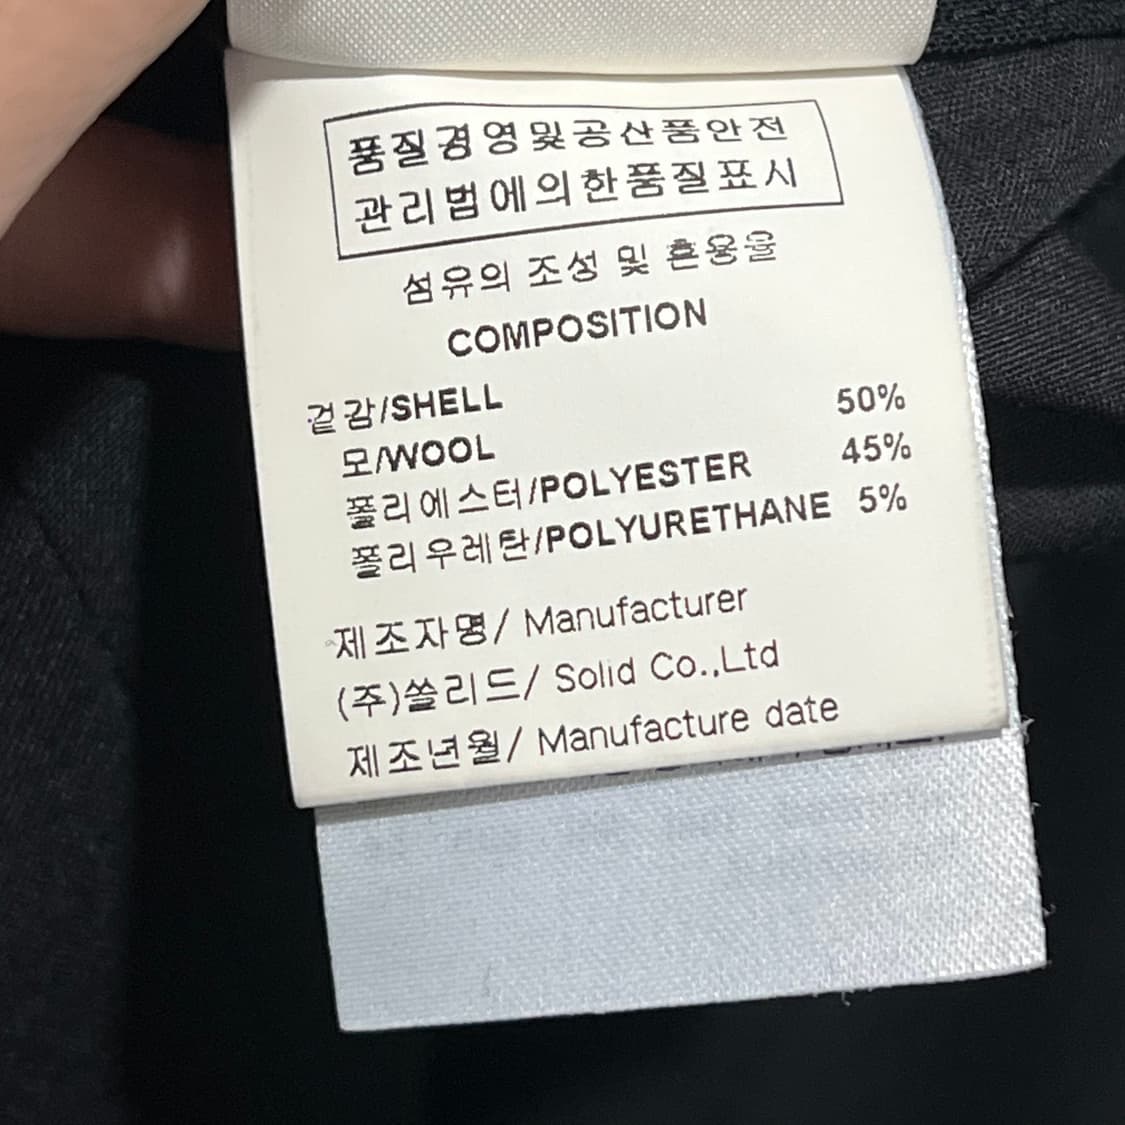 품질경영및공산품안전
관리법에의한품질표시
섬유의 조성 및 혼용율
COMPOSITION
겉감/SHELL
모/WOOL 50%
폴리에스터/POLYESTER 45%
폴리우레탄/POLYURETHANE 5%
제조자명/ Manufacturer
(주)쏠리드/ Solid Co.,Ltd
제조년월/ Manufacture date